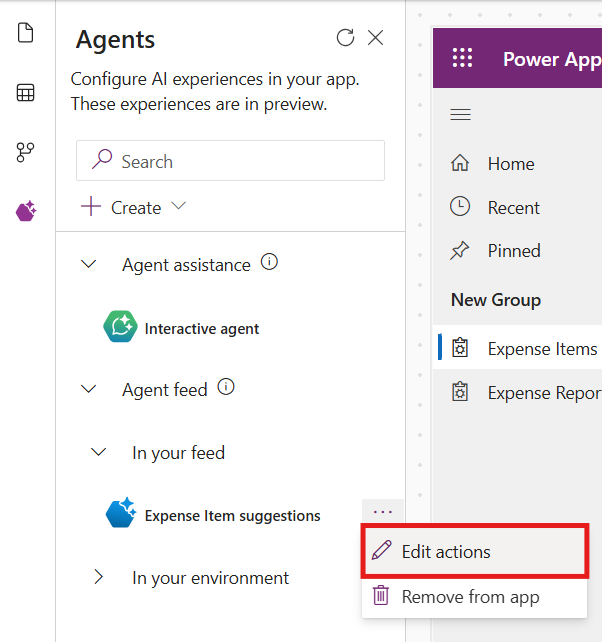 Agents
Configure AI experiences in your app.
These experiences are in preview.
Search
Create
Agent assistance
Interactive agent
Agent feed
In your feed
Expense Item suggestions
...
Edit actions
Remove from app
In your environment
Power App
Home
Recent
Pinned
New Group
Expense Items
Expense Repor